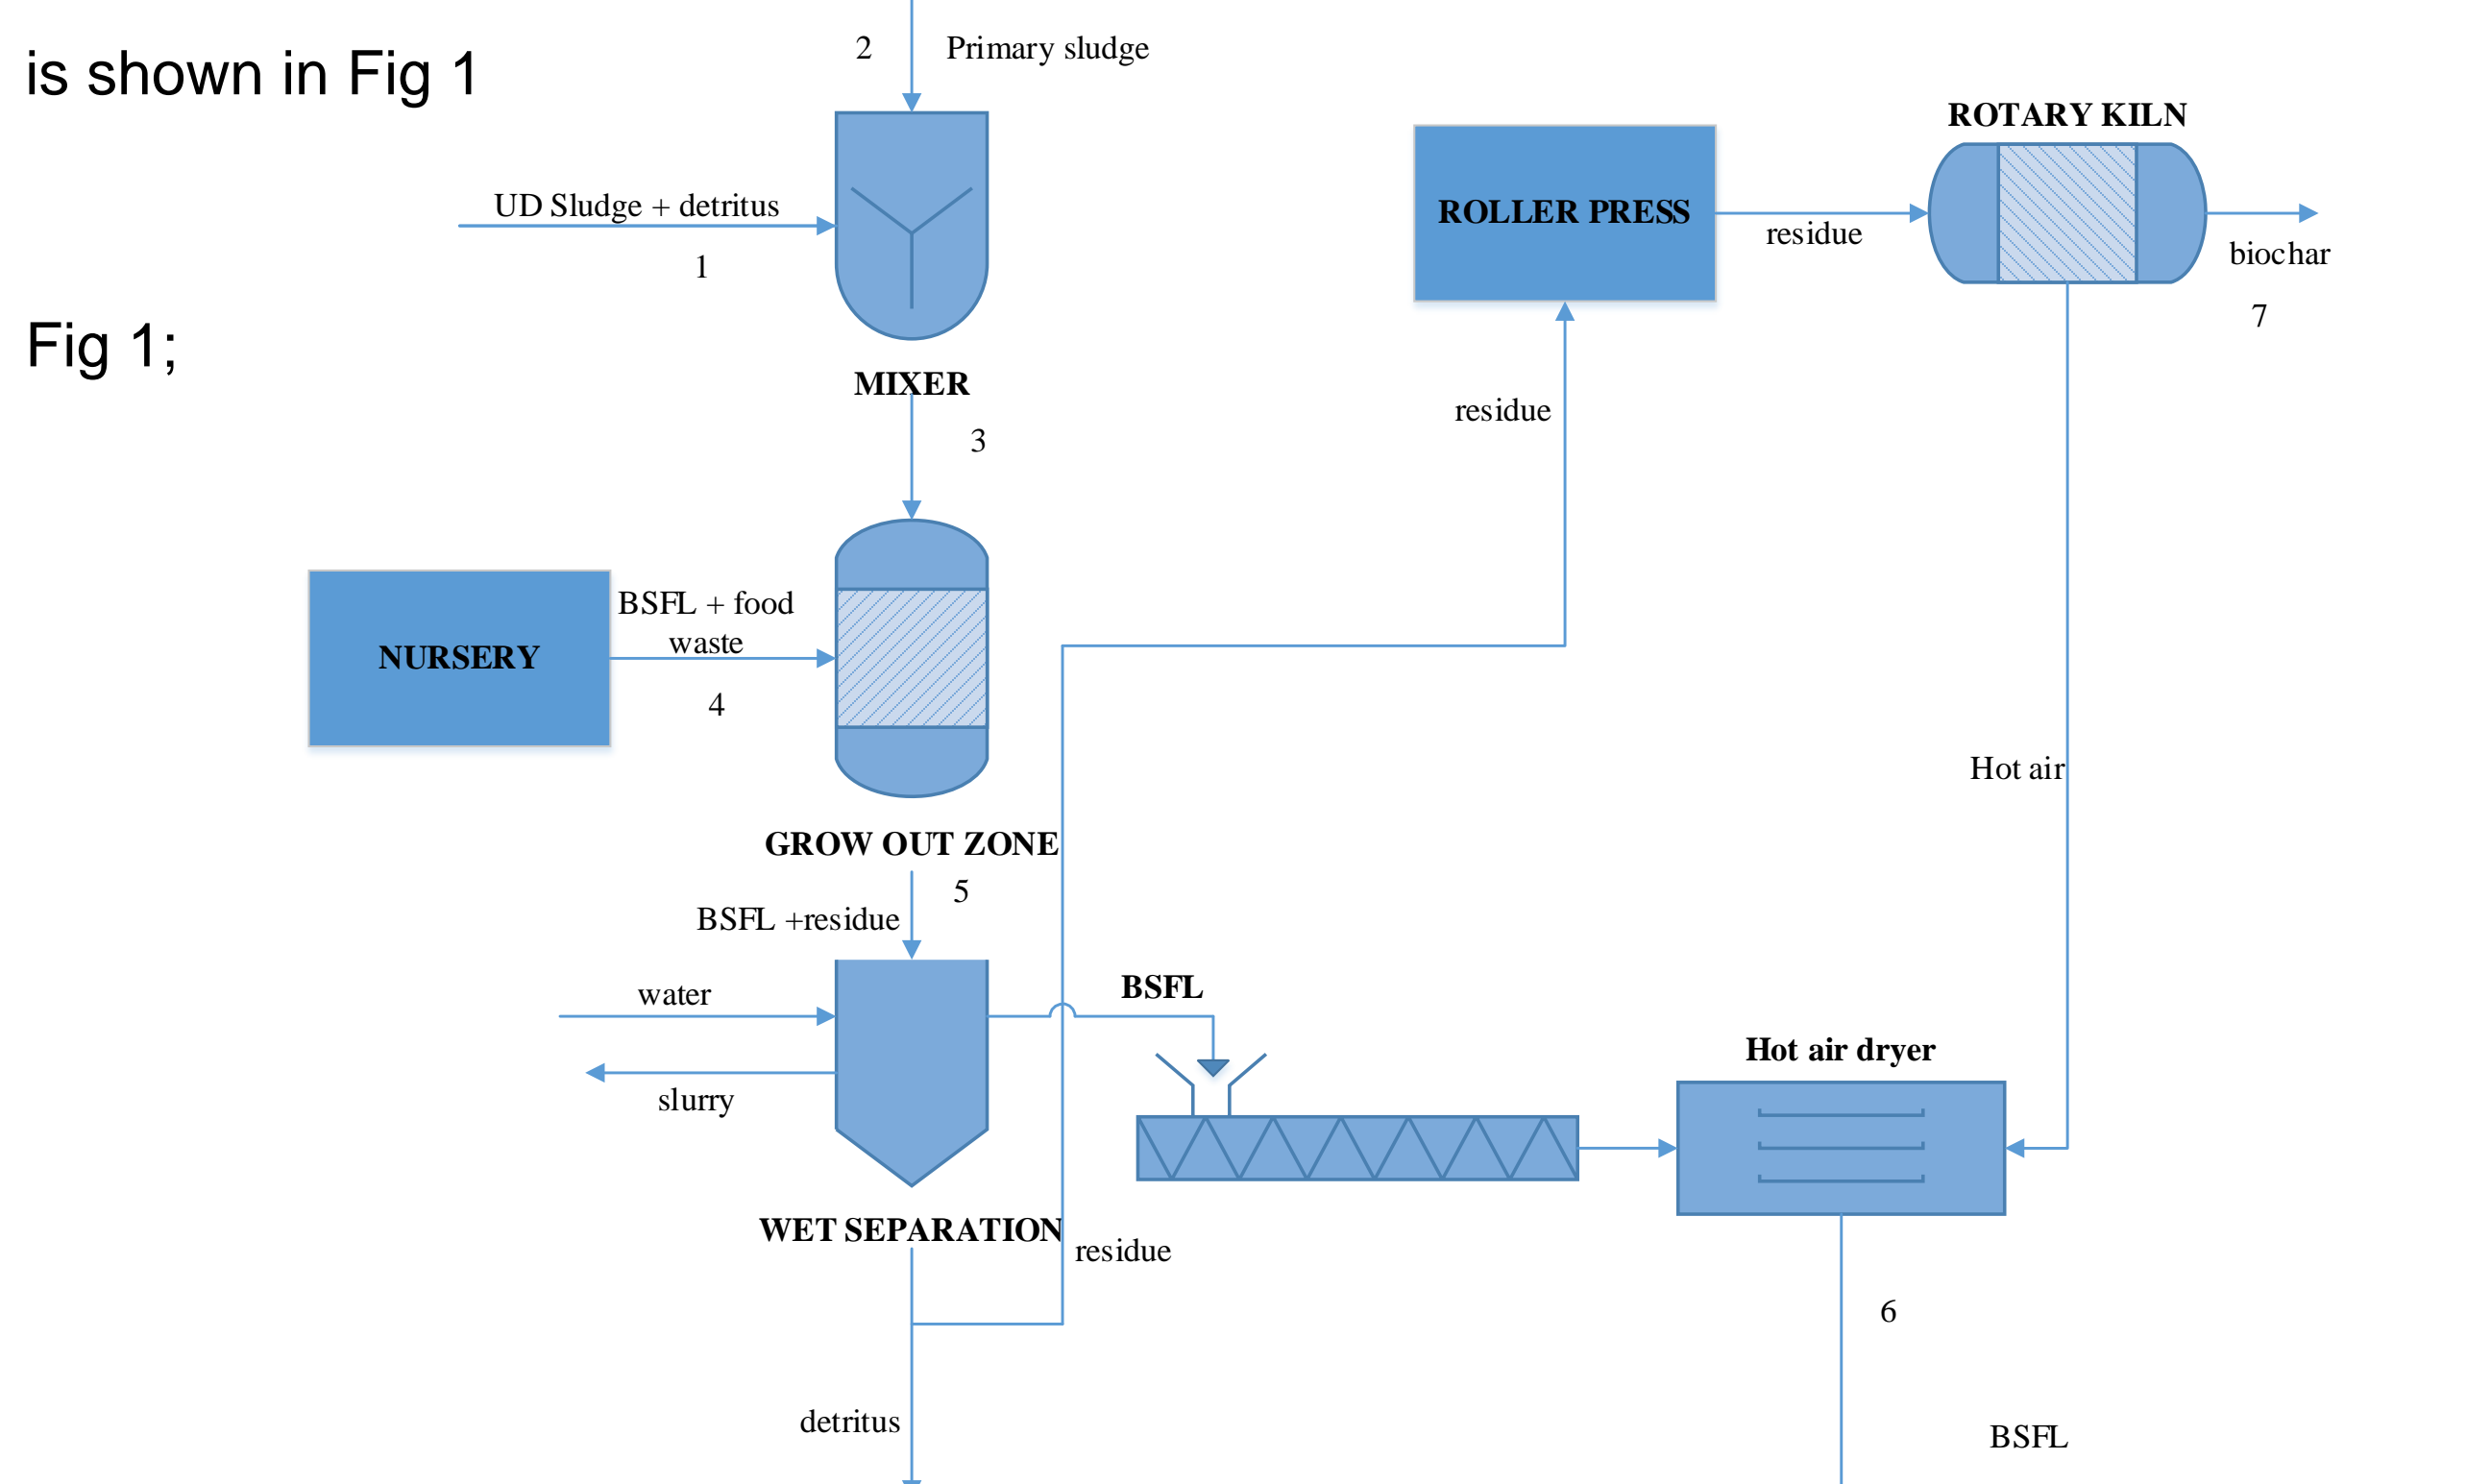 is shown in Fig 1
Fig 1;
2
Primary sludge
UD Sludge + detritus
1
MIXER
3
NURSERY
BSFL + food
waste
4
GROW OUT ZONE
5
BSFL +residue
water
slurry
WET SEPARATION
residue
detritus
BSFL
ROLLER PRESS
residue
residue
ROTARY KILN
biochar
7
Hot air
Hot air dryer
6
BSFL